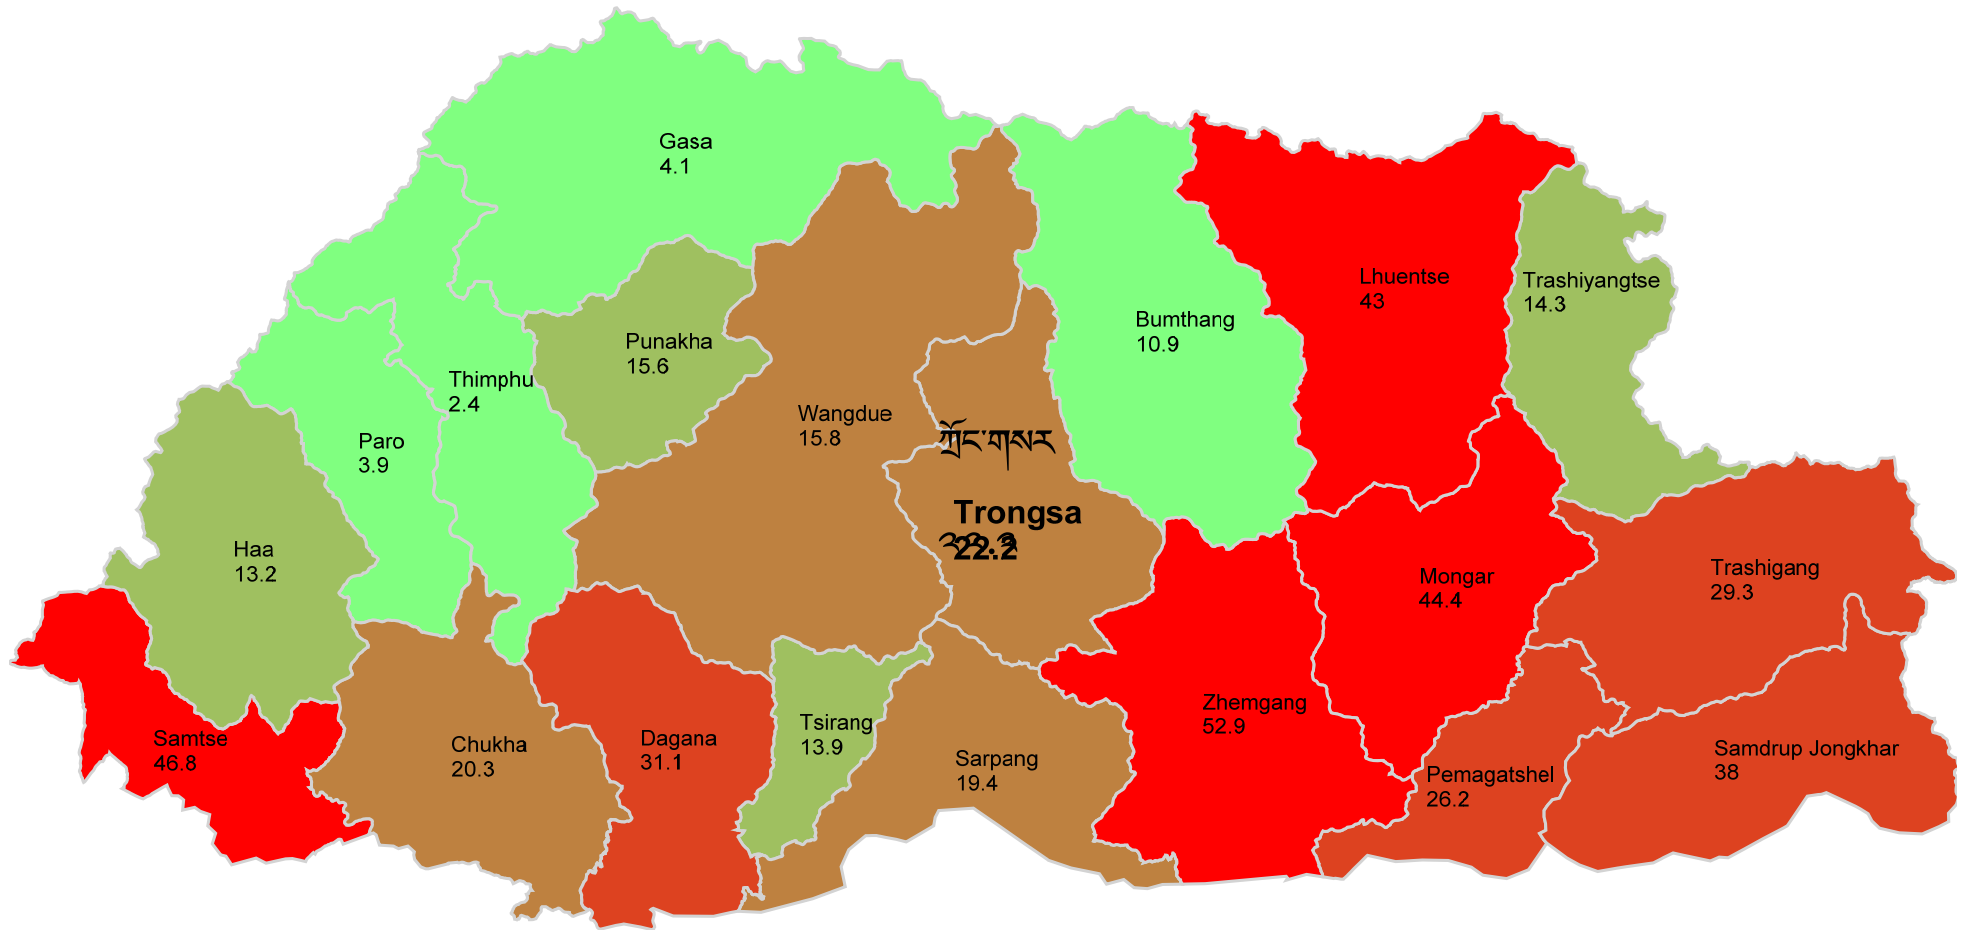 Gasa
4.1
Punakha
15.6
Thimphu
2.4
Paro
3.9
Haa
13.2
Wangdue
15.8
Bumthang
10.9
Lhuentse
43
Trashiyangtse
14.3
ཀྲོང་གསར
Trongsa
22.2
Mongar
44.4
Trashigang
29.3
Samtse
46.8
Chukha
20.3
Dagana
31.1
Tsirang
13.9
Sarpang
19.4
Zhemgang
52.9
Pemagatshel
26.2
Samdrup Jongkhar
38